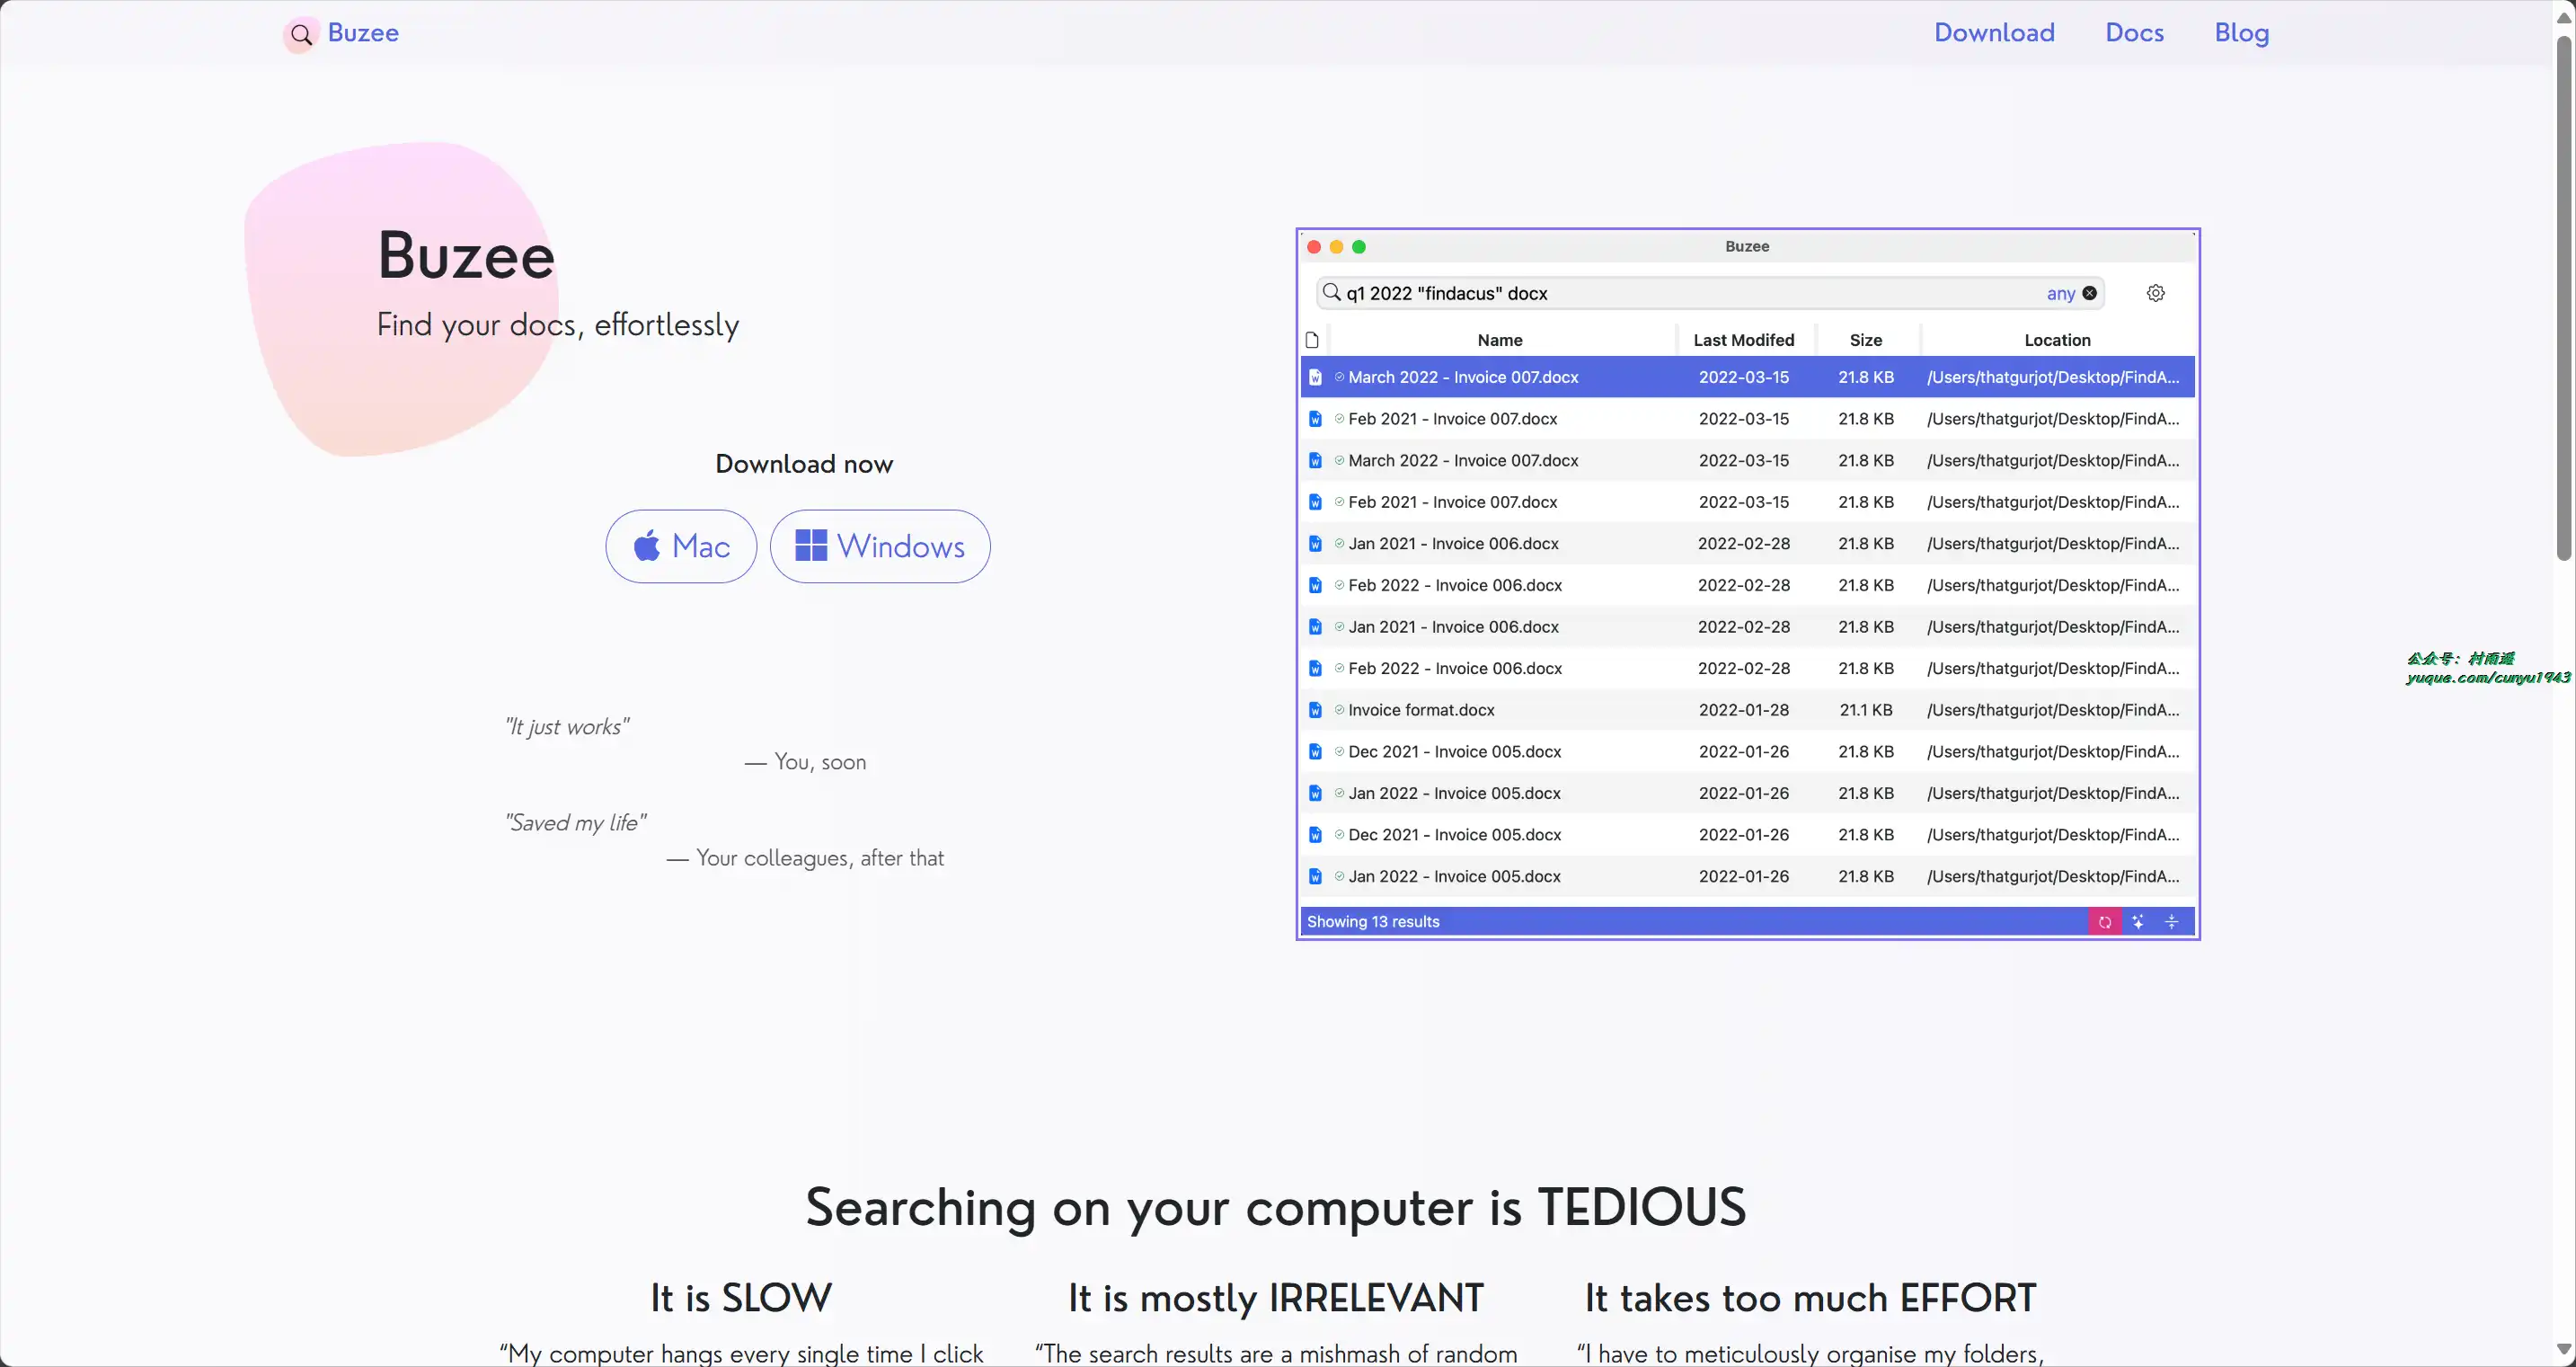 Buzee
Download Docs Blog
Buzee
Find your docs, effortlessly
Download now
Mac Windows
"It just works"
— You, soon
"Saved my life"
— Your colleagues, after that
Buzee
q1 2022 "findacus" docx any
Name Last Modifed Size Location
March 2022 - Invoice 007.docx 2022-03-15 21.8 KB /Users/thatgurjot/Desktop/FindA...
Feb 2021 - Invoice 007.docx 2022-03-15 21.8 KB /Users/thatgurjot/Desktop/FindA...
March 2022 - Invoice 007.docx 2022-03-15 21.8 KB /Users/thatgurjot/Desktop/FindA...
Feb 2021 - Invoice 007.docx 2022-03-15 21.8 KB /Users/thatgurjot/Desktop/FindA...
Jan 2021 - Invoice 006.docx 2022-02-28 21.8 KB /Users/thatgurjot/Desktop/FindA...
Feb 2022 - Invoice 006.docx 2022-02-28 21.8 KB /Users/thatgurjot/Desktop/FindA...
Jan 2021 - Invoice 006.docx 2022-02-28 21.8 KB /Users/thatgurjot/Desktop/FindA...
Feb 2022 - Invoice 006.docx 2022-02-28 21.8 KB /Users/thatgurjot/Desktop/FindA...
Invoice format.docx 2022-01-28 21.1 KB /Users/thatgurjot/Desktop/FindA...
Dec 2021 - Invoice 005.docx 2022-01-26 21.8 KB /Users/thatgurjot/Desktop/FindA...
Jan 2022 - Invoice 005.docx 2022-01-26 21.8 KB /Users/thatgurjot/Desktop/FindA...
Dec 2021 - Invoice 005.docx 2022-01-26 21.8 KB /Users/thatgurjot/Desktop/FindA...
Jan 2022 - Invoice 005.docx 2022-01-26 21.8 KB /Users/thatgurjot/Desktop/FindA...
Showing 13 results
公众号：村雨遥
yuque.com/cunyu1943
Searching on your computer is TEDIOUS
It is SLOW
“My computer hangs every single time I click
It is mostly IRRELEVANT
“The search results are a mishmash of random
It takes too much EFFORT
“I have to meticulously organise my folders,